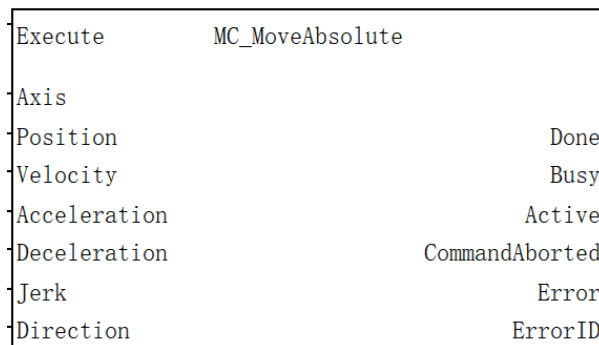 Execute MC_MoveAbsolute
Axis
Position Done
Velocity Busy
Acceleration Active
Deceleration CommandAborted
Jerk Error
Direction ErrorID